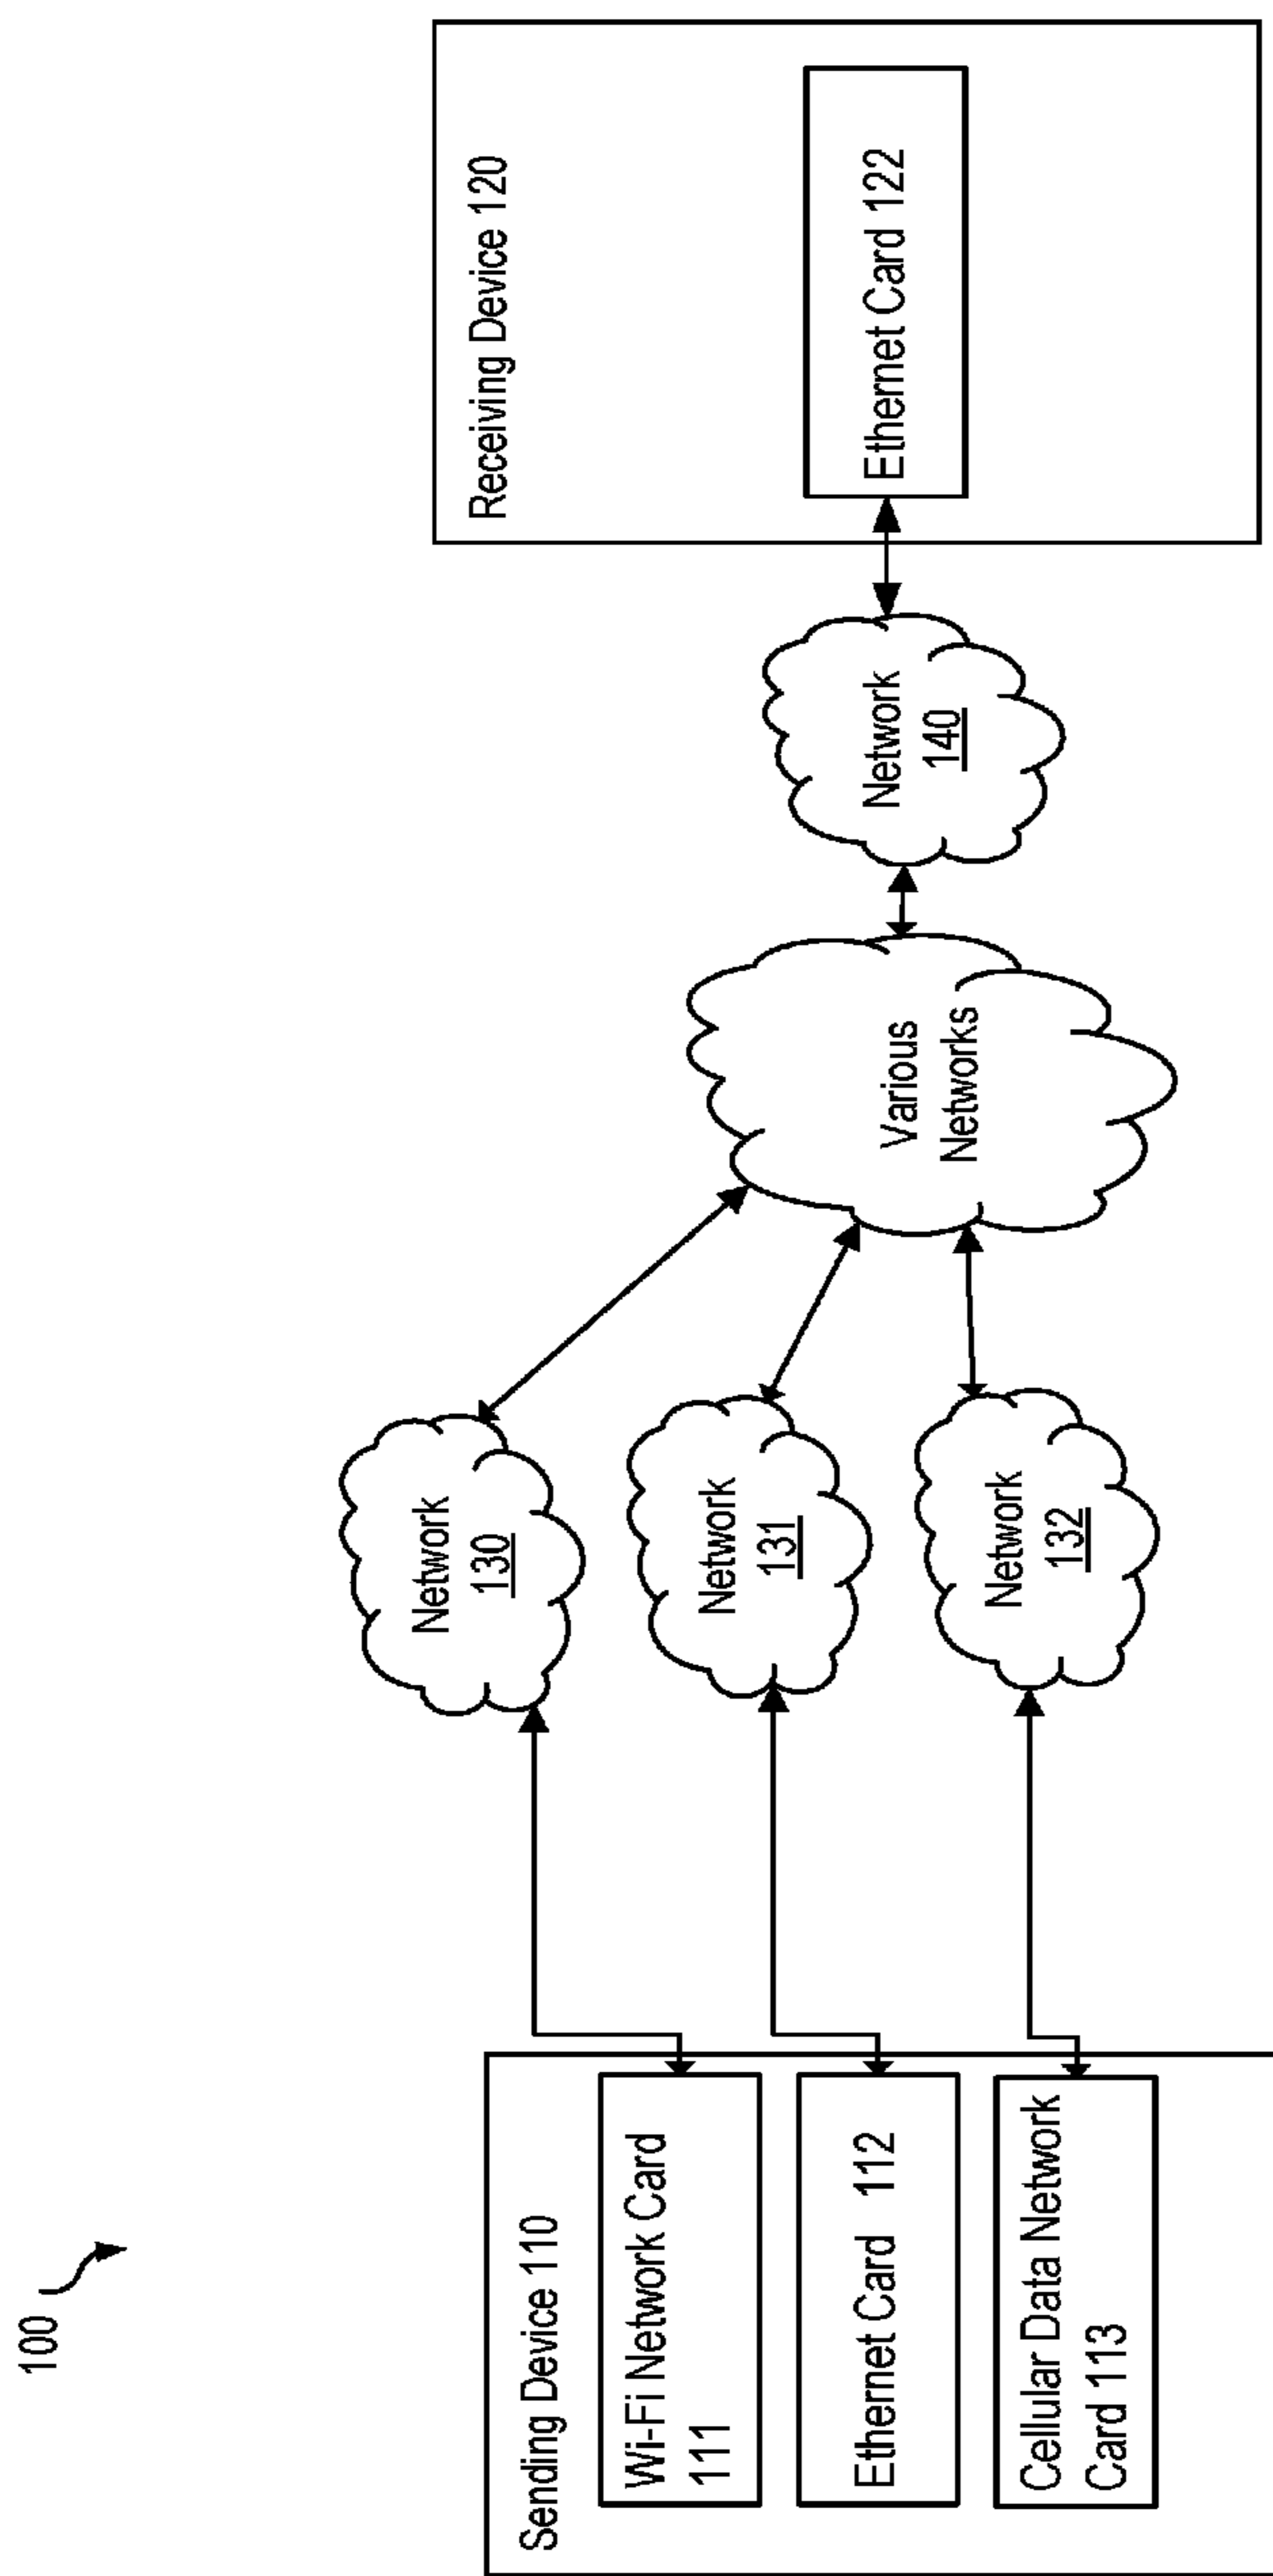 100
Sending Device 110
Wi-Fi Network Card
111
Ethernet Card 112
Cellular Data Network
Card 113
Network
130
Network
131
Network
132
Various
Networks
Network
140
Receiving Device 120
Ethernet Card 122